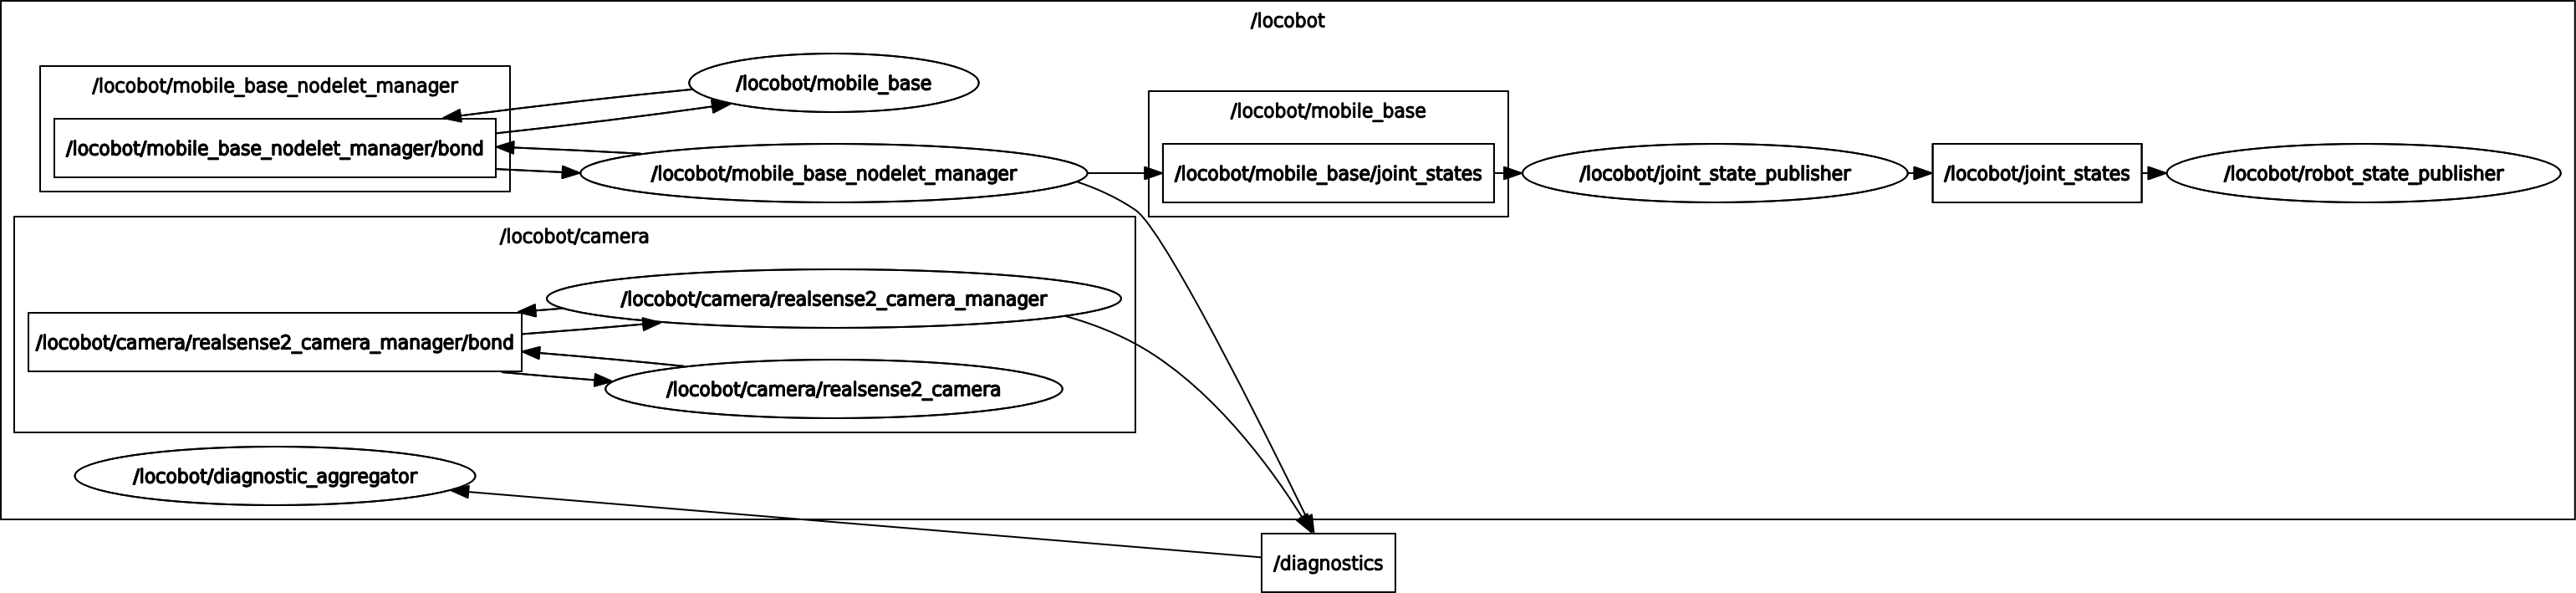 /locobot
/locobot/mobile_base_nodelet_manager
/locobot/mobile_base_nodelet_manager/bond
/locobot/mobile_base
/locobot/mobile_base_nodelet_manager
/locobot/mobile_base
/locobot/mobile_base/joint_states
/locobot/joint_state_publisher
/locobot/joint_states
/locobot/robot_state_publisher
/locobot/camera
/locobot/camera/realsense2_camera_manager
/locobot/camera/realsense2_camera_manager/bond
/locobot/camera/realsense2_camera
/locobot/diagnostic_aggregator
/diagnostics